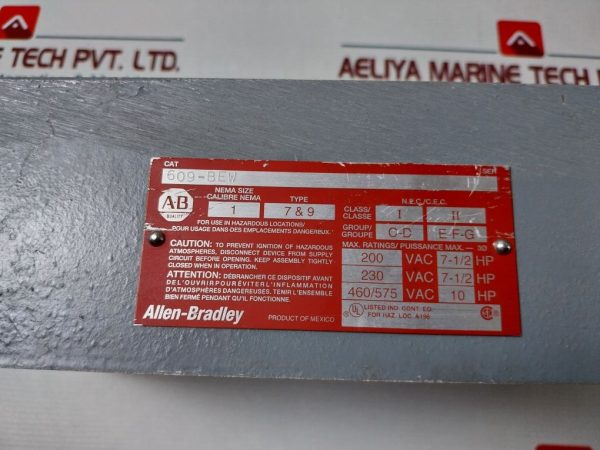 E TECH PVT. LTD.
AELIYA MARINE TECH P
CAT
609-BEW
SER
A-B
QUALITY
NEMA SIZE
CALIBRE NEMA
1
TYPE
7 & 9
FOR USE IN HAZARDOUS LOCATIONS/
POUR USAGE DANS DES EMPLACEMENTS DANGEREUX.
N.E.C./C.E.C.
CLASS/
CLASSE
I
II
GROUP/
GROUPE
C-D
E-F-G
CAUTION: TO PREVENT IGNITION OF HAZARDOUS
ATMOSPHERES, DISCONNECT DEVICE FROM SUPPLY
CIRCUIT BEFORE OPENING. KEEP ASSEMBLY TIGHTLY
CLOSED WHEN IN OPERATION.
ATTENTION: DÉBRANCHER CE DISPOSITIF AVANT
DE L'OUVRIR POUR ÉVITER L'INFLAMMATION
D'ATMOSPHÈRES DANGEREUSES, TENIR L'ENSEMBLE
BIEN FERMÉ PENDANT QU'IL FONCTIONNE.
MAX. RATINGS/ PUISSANCE MAX. — 3Ø
200 VAC 7-1/2 HP
230 VAC 7-1/2 HP
460/575 VAC 10 HP
UL LISTED IND. CONT. EQ.
FOR HAZ. LOC. A196
Allen-Bradley
PRODUCT OF MEXICO